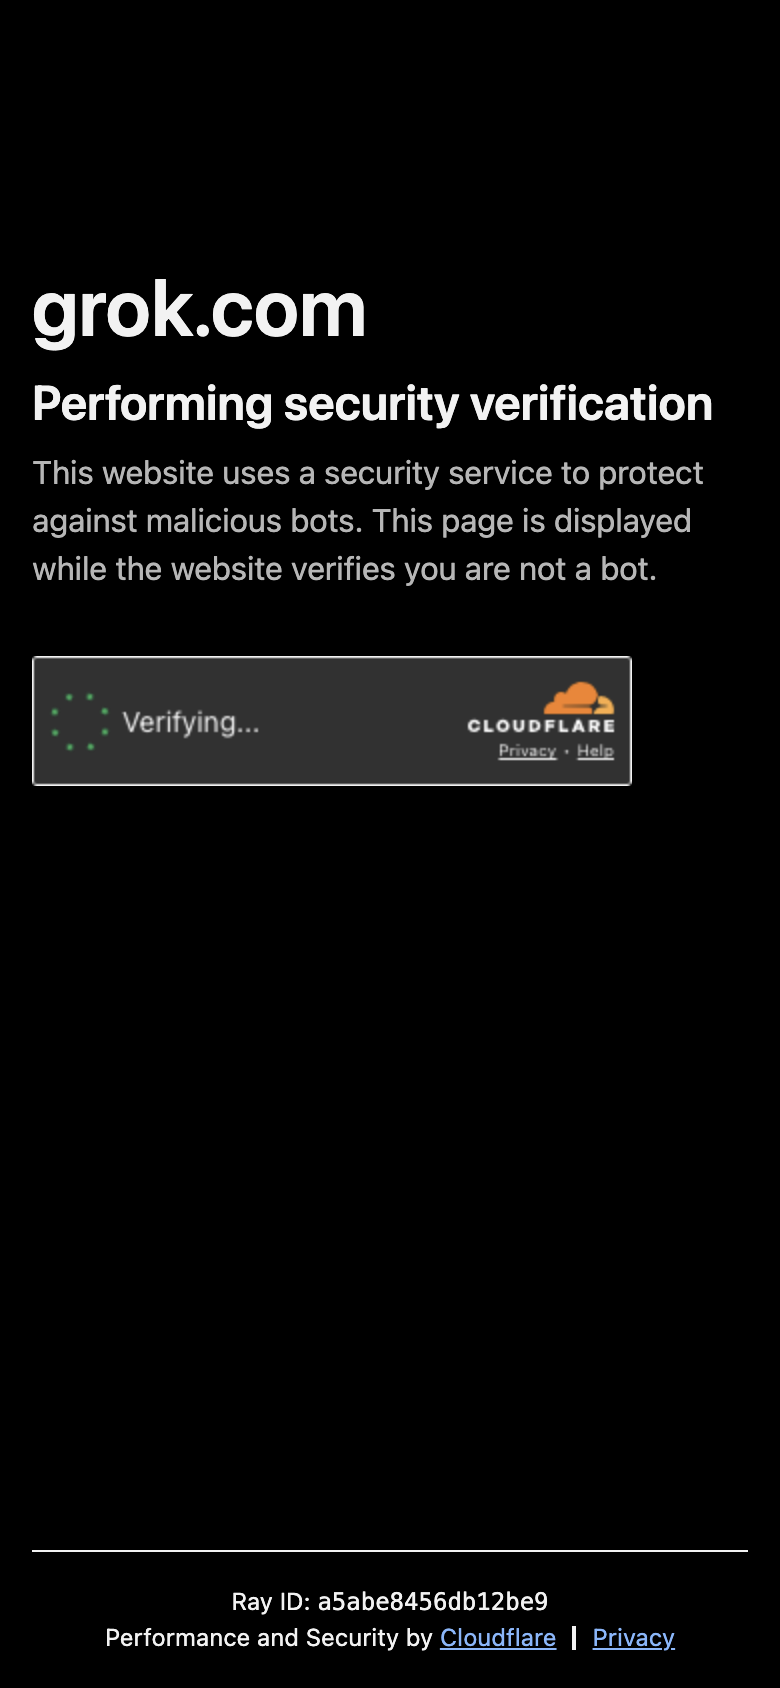 grok.com
Performing security verification
This website uses a security service to protect
against malicious bots. This page is displayed
while the website verifies you are not a bot.
Verifying...
CLOUDFLARE
Privacy • Help
Ray ID: a5abe8456db12be9
Performance and Security by Cloudflare | Privacy